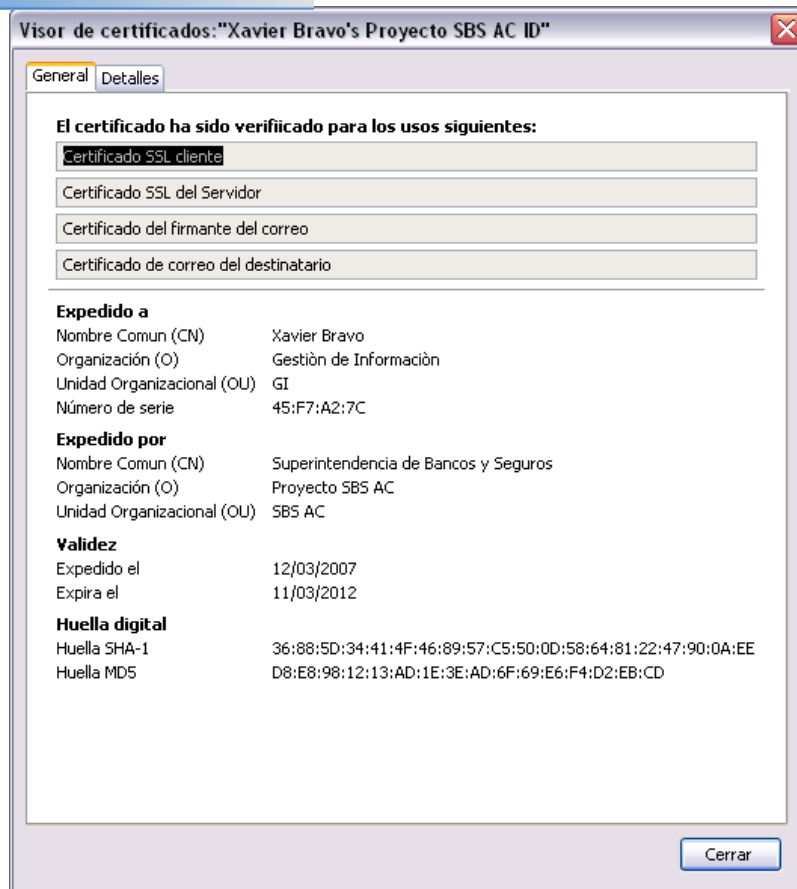 Visor de certificados:"Xavier Bravo's Proyecto SBS AC ID"
General Detalles
El certificado ha sido verifiicado para los usos siguientes:
Certificado SSL cliente
Certificado SSL del Servidor
Certificado del firmante del correo
Certificado de correo del destinatario
Expedido a
Nombre Comun (CN) Xavier Bravo
Organización (O) Gestiòn de Informaciòn
Unidad Organizacional (OU) GI
Número de serie 45:F7:A2:7C
Expedido por
Nombre Comun (CN) Superintendencia de Bancos y Seguros
Organización (O) Proyecto SBS AC
Unidad Organizacional (OU) SBS AC
Validez
Expedido el 12/03/2007
Expira el 11/03/2012
Huella digital
Huella SHA-1 36:88:5D:34:41:4F:46:89:57:C5:50:0D:58:64:81:22:47:90:0A:EE
Huella MD5 D8:E8:98:12:13:AD:1E:3E:AD:6F:69:E6:F4:D2:EB:CD
Cerrar